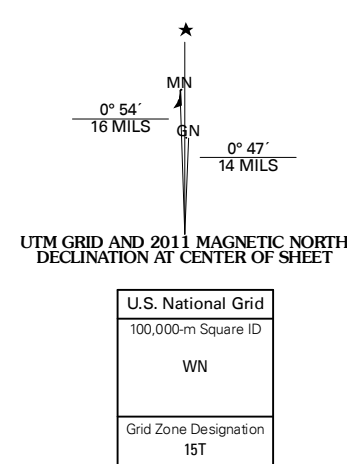 ★
MN
0° 54´
16 MILS
GN
0° 47´
14 MILS
UTM GRID AND 2011 MAGNETIC NORTH
DECLINATION AT CENTER OF SHEET
U.S. National Grid
100,000-m Square ID
WN
Grid Zone Designation
15T